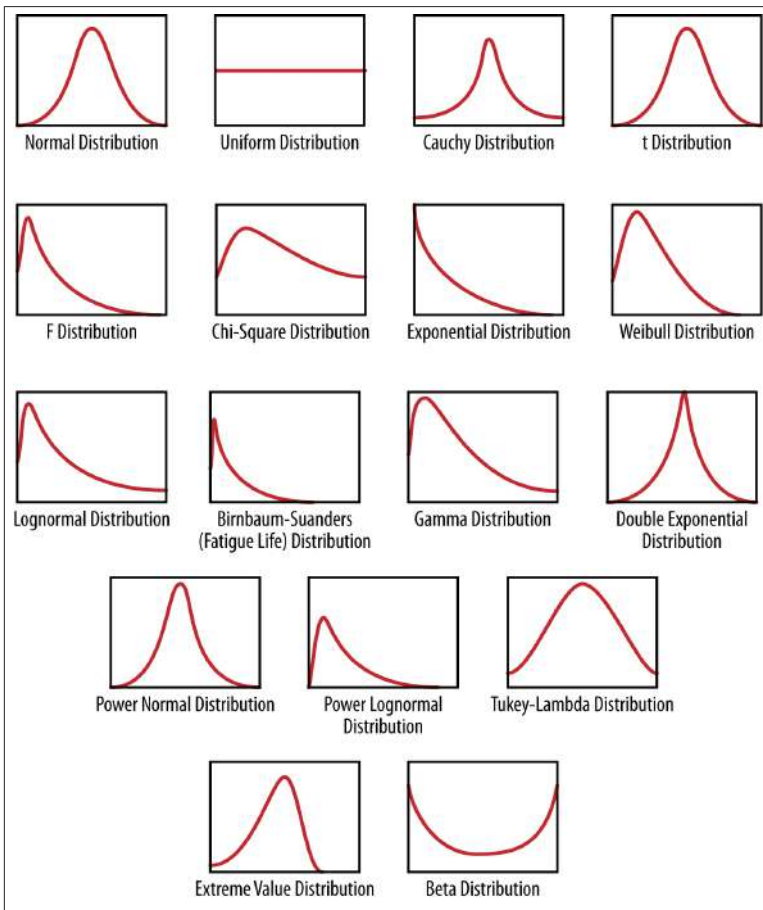 Normal Distribution
Uniform Distribution
Cauchy Distribution
t Distribution
F Distribution
Chi-Square Distribution
Exponential Distribution
Weibull Distribution
Lognormal Distribution
Birnbaum-Suanders
(Fatigue Life) Distribution
Gamma Distribution
Double Exponential
Distribution
Power Normal Distribution
Power Lognormal
Distribution
Tukey-Lambda Distribution
Extreme Value Distribution
Beta Distribution